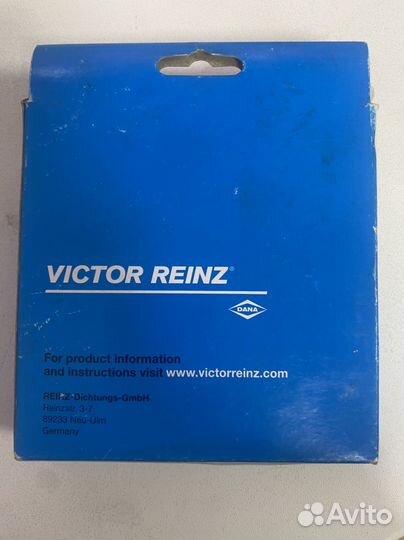 VICTOR REINZ®
DANA
For product information
and instructions visit www.victorreinz.com
REINZ-Dichtungs-GmbH
Reinzstr. 3-7
89233 Neu-Ulm
Germany
Avito